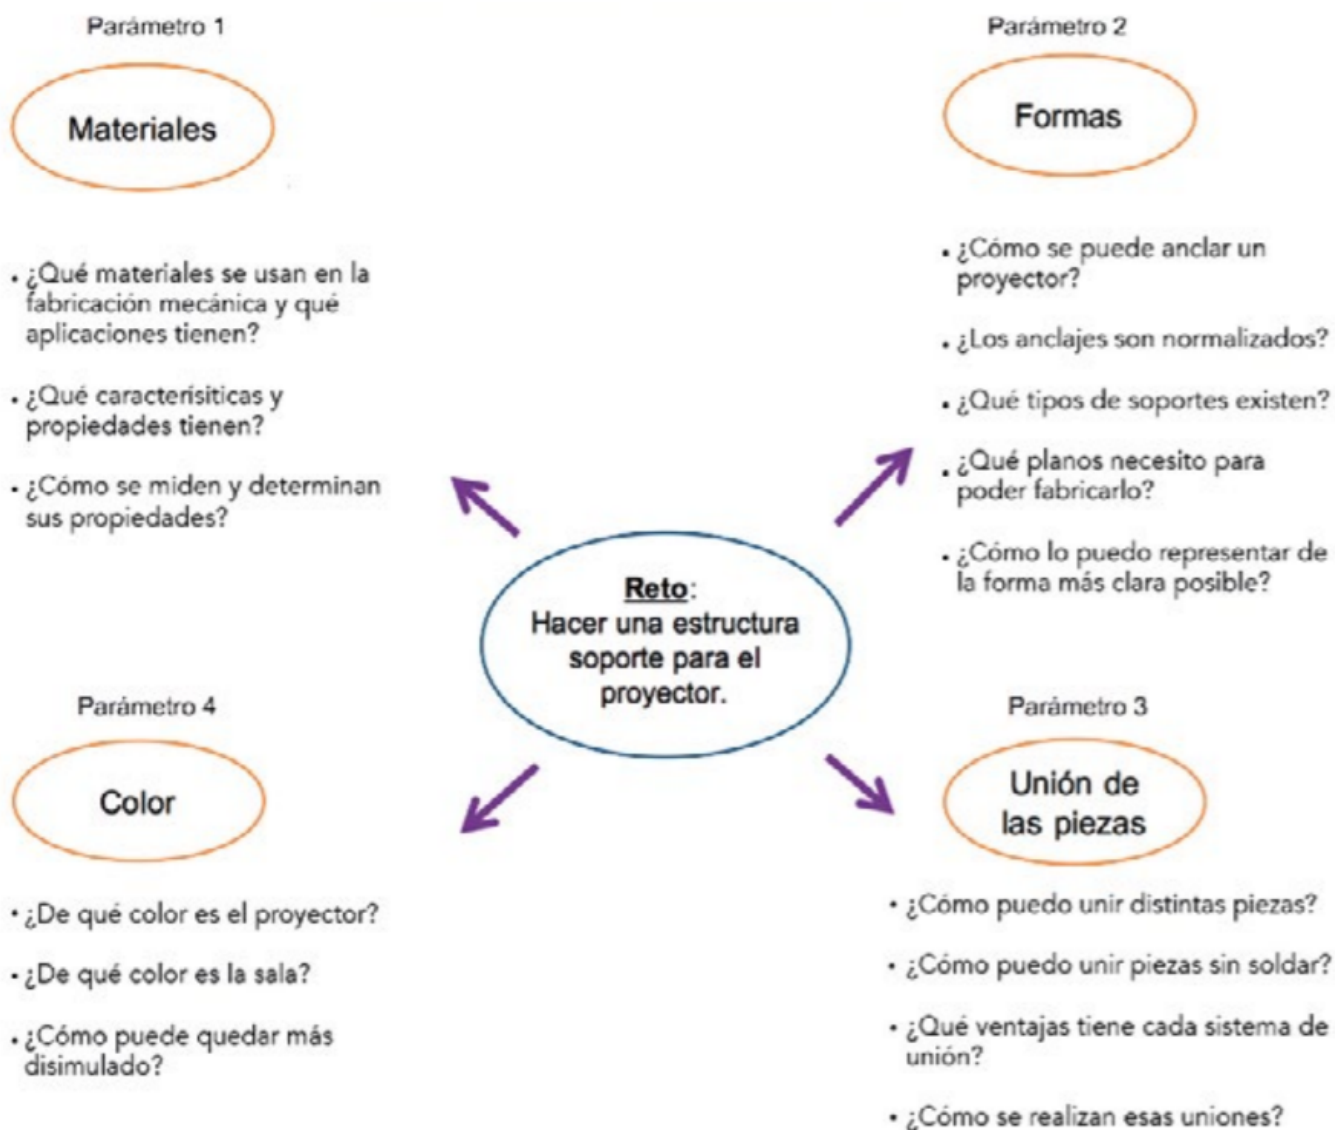 Parámetro 1
Materiales
• ¿Qué materiales se usan en la
fabricación mecánica y qué
aplicaciones tienen?
• ¿Qué caracterísiticas y
propiedades tienen?
• ¿Cómo se miden y determinan
sus propiedades?
Parámetro 2
Formas
• ¿Cómo se puede anclar un
proyector?
• ¿Los anclajes son normalizados?
• ¿Qué tipos de soportes existen?
• ¿Qué planos necesito para
poder fabricarlo?
• ¿Cómo lo puedo representar de
la forma más clara posible?
Reto:
Hacer una estructura
soporte para el
proyector.
Parámetro 4
Color
• ¿De qué color es el proyector?
• ¿De qué color es la sala?
• ¿Cómo puede quedar más
disimulado?
Parámetro 3
Unión de
las piezas
• ¿Cómo puedo unir distintas piezas?
• ¿Cómo puedo unir piezas sin soldar?
• ¿Qué ventajas tiene cada sistema de
unión?
• ¿Cómo se realizan esas uniones?